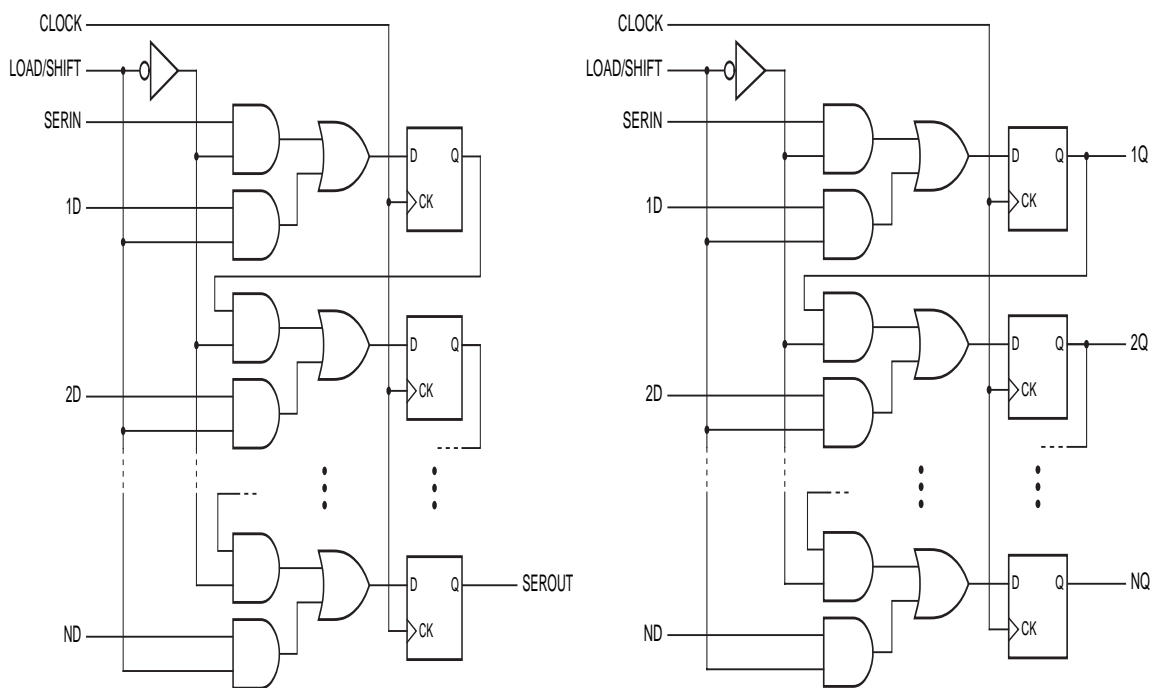 CLOCK
LOAD/SHIFT
SERIN
D Q
1D
CK
D Q
2D
CK
D Q
SEROUT
ND
CK
CLOCK
LOAD/SHIFT
SERIN
D Q
1Q
1D
CK
D Q
2Q
2D
CK
D Q
NQ
ND
CK